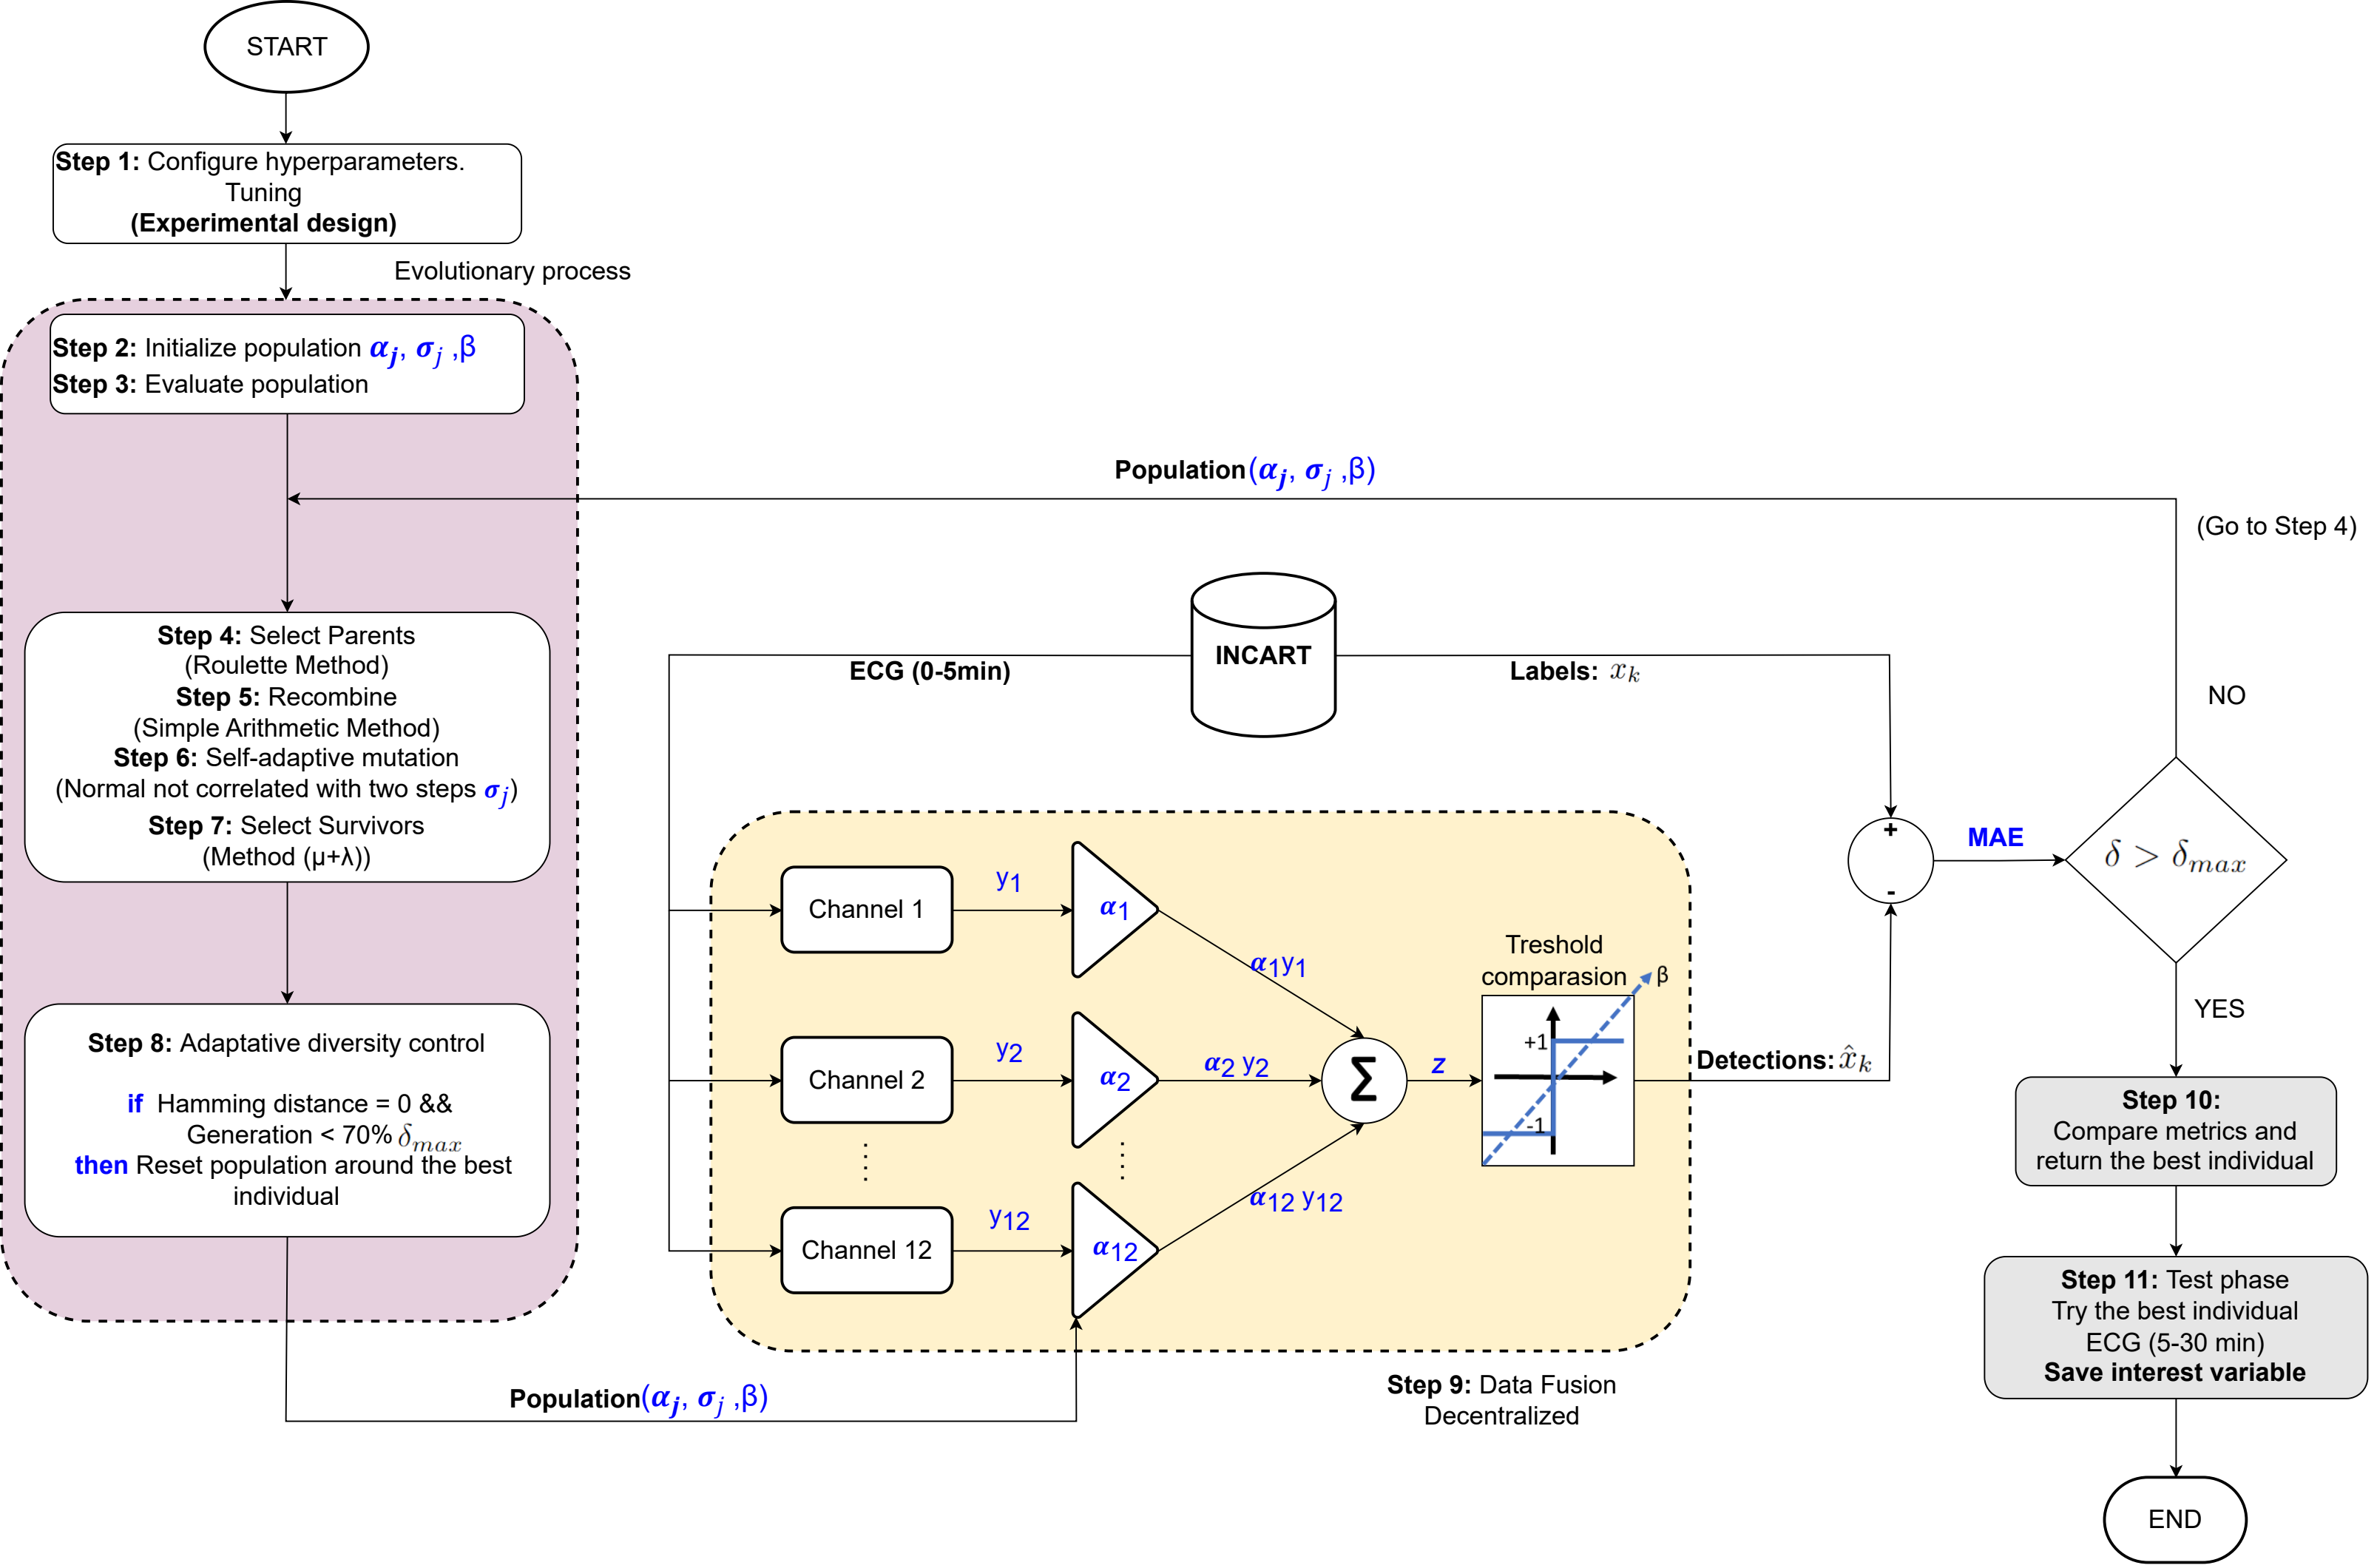 START
Step 1: Configure hyperparameters.
Tuning
(Experimental design)
Evolutionary process
Step 2: Initialize population αj, σj ,β
Step 3: Evaluate population
Population(αj, σj ,β)
(Go to Step 4)
Step 4: Select Parents
(Roulette Method)
Step 5: Recombine
(Simple Arithmetic Method)
Step 6: Self-adaptive mutation
(Normal not correlated with two steps σj)
Step 7: Select Survivors
(Method (μ+λ))
INCART
ECG (0-5min)
Labels: xk
NO
+
-
MAE
δ > δmax
YES
Channel 1
y1
α1
α1y1
Channel 2
y2
α2
α2 y2
Channel 12
y12
α12
α12 y12
Σ
z
Treshold
comparasion
β
+1
-1
Detections: x̂k
Step 8: Adaptative diversity control
if Hamming distance = 0 &&
Generation < 70% δmax
then Reset population around the best
individual
Population(αj, σj ,β)
Step 9: Data Fusion
Decentralized
Step 10:
Compare metrics and
return the best individual
Step 11: Test phase
Try the best individual
ECG (5-30 min)
Save interest variable
END